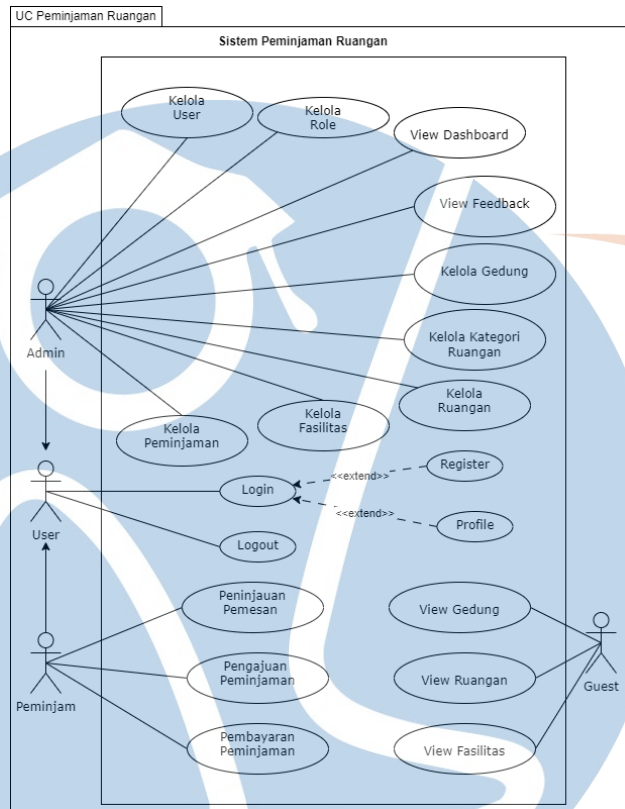 UC Peminjaman Ruangan
Sistem Peminjaman Ruangan
Kelola
User
Kelola
Role
View Dashboard
View Feedback
Kelola Gedung
Kelola Kategori
Ruangan
Kelola
Ruangan
Kelola
Fasilitas
Kelola
Peminjaman
Admin
User
Login
<<extend>>
Register
<<extend>>
Profile
Logout
Peninjauan
Pemesan
View Gedung
Pengajuan
Peminjaman
View Ruangan
Peminjam
Guest
Pembayaran
Peminjaman
View Fasilitas